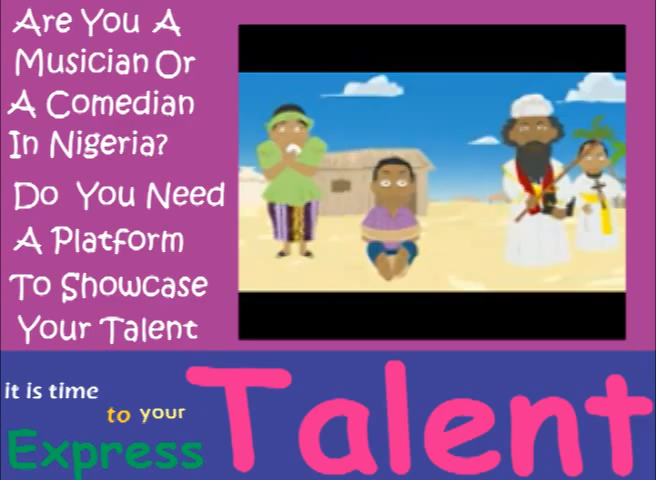 Are You A
Musician Or
A Comedian
In Nigeria?
Do You Need
A Platform
To Showcase
Your Talent
it is time
to your
Express Talent